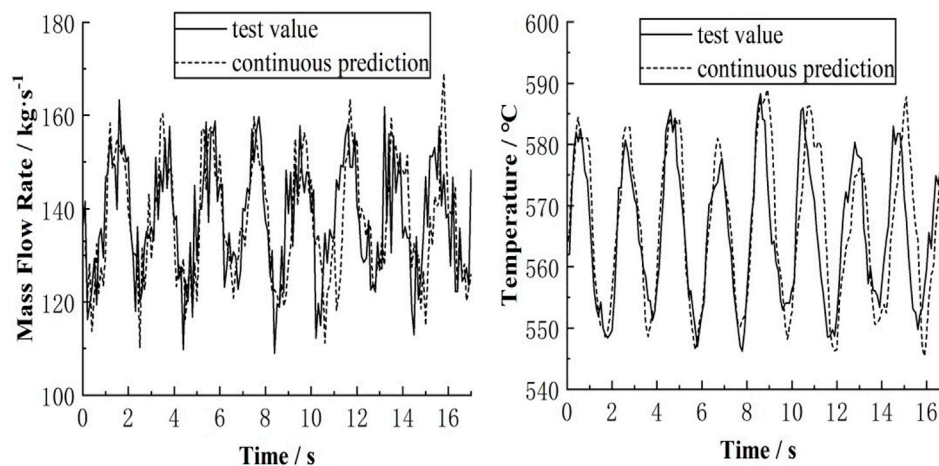 180
160
140
120
100
Mass Flow Rate / kg·s⁻¹
test value
continuous prediction
0 2 4 6 8 10 12 14 16
Time / s
600
590
580
570
560
550
540
Temperature / °C
test value
continuous prediction
0 2 4 6 8 10 12 14 16
Time / s